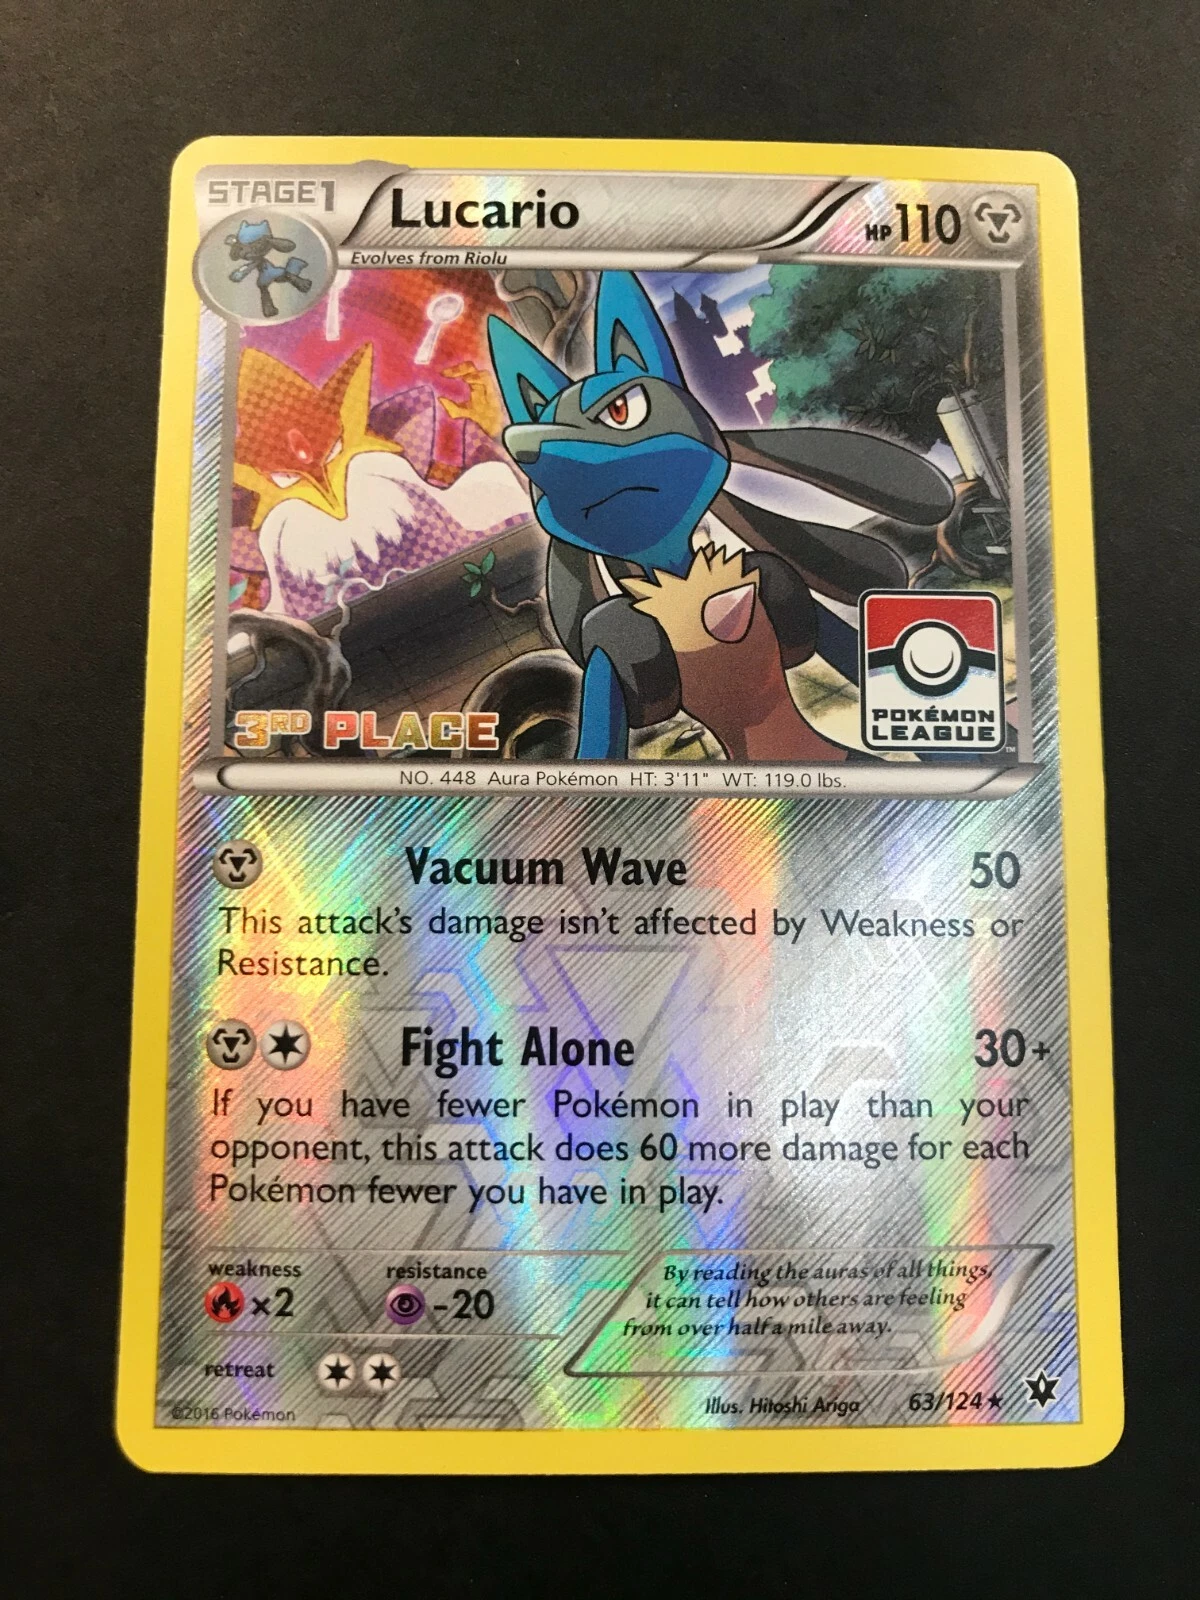 STAGE1
Lucario
HP110
Evolves from Riolu
3RD PLACE
POKÉMON
LEAGUE
TM
NO. 448 Aura Pokémon HT: 3'11" WT: 119.0 lbs.
Vacuum Wave 50
This attack's damage isn't affected by Weakness or
Resistance.
Fight Alone 30+
If you have fewer Pokémon in play than your
opponent, this attack does 60 more damage for each
Pokémon fewer you have in play.
weakness resistance
×2 -20
By reading the auras of all things,
it can tell how others are feeling
from over half a mile away.
retreat
©2016 Pokémon
Illus. Hitoshi Ariga 63/124 ★